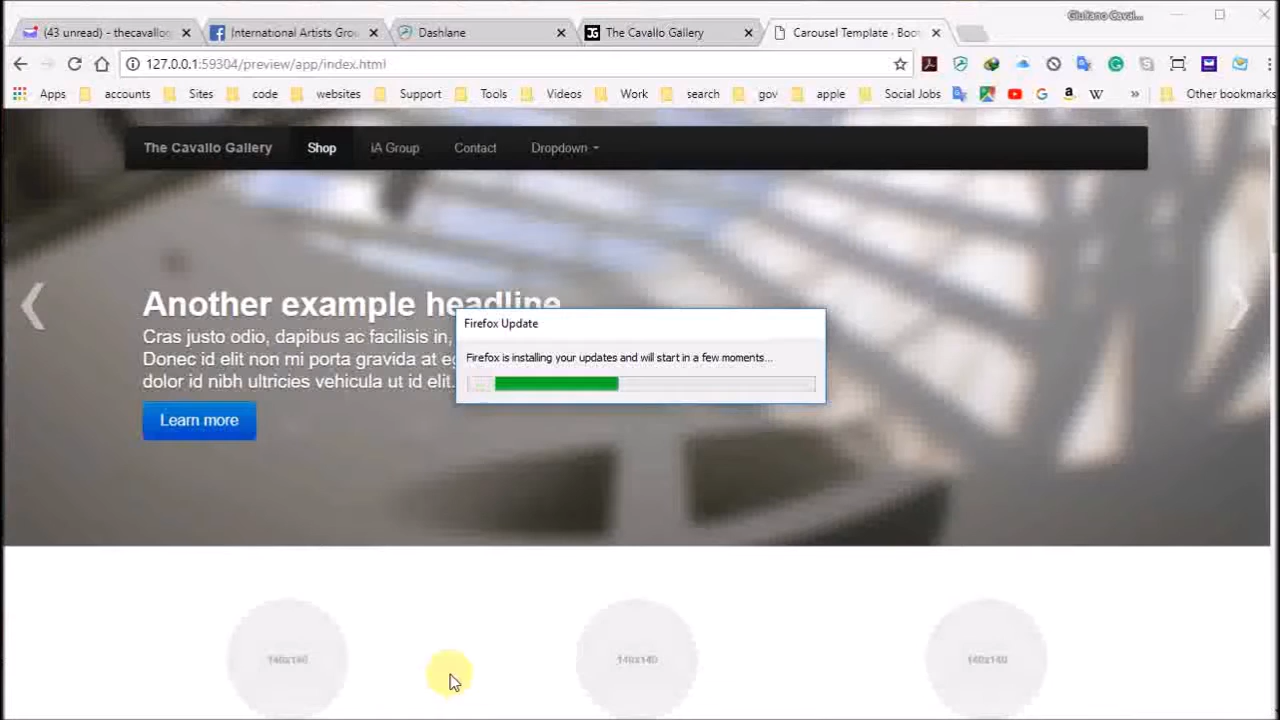 Giuliano Caval...
(43 unread) - thecavallog
International Artists Grou
Dashlane
The Cavallo Gallery
Carousel Template · Boo
127.0.0.1:59304/preview/app/index.html
Apps accounts Sites code websites Support Tools Videos Work search gov apple Social Jobs » Other bookmarks
The Cavallo Gallery Shop iA Group Contact Dropdown
Another example headline
Cras justo odio, dapibus ac facilisis in,
Donec id elit non mi porta gravida at eg
dolor id nibh ultricies vehicula ut id elit.
Learn more
Firefox Update
Firefox is installing your updates and will start in a few moments...
140x140 140x140 140x140